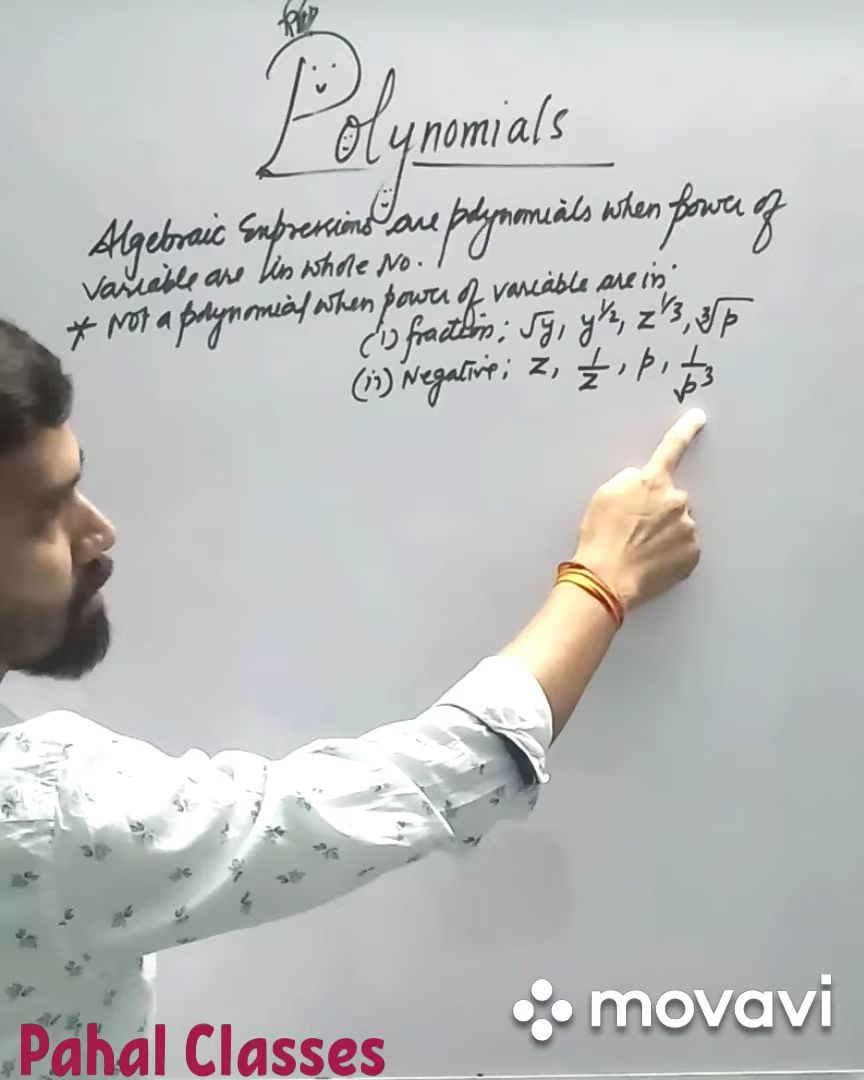 Polynomials
Algebraic Expressions are polynomials when power of
variable are in whole No.
* Not a polynomial when power of variable are in
(i) fraction; √y, y^1/2, z^1/3, ∛p
(ii) Negative; z, 1/z, p, 1/p^3
Pahal Classes
movavi